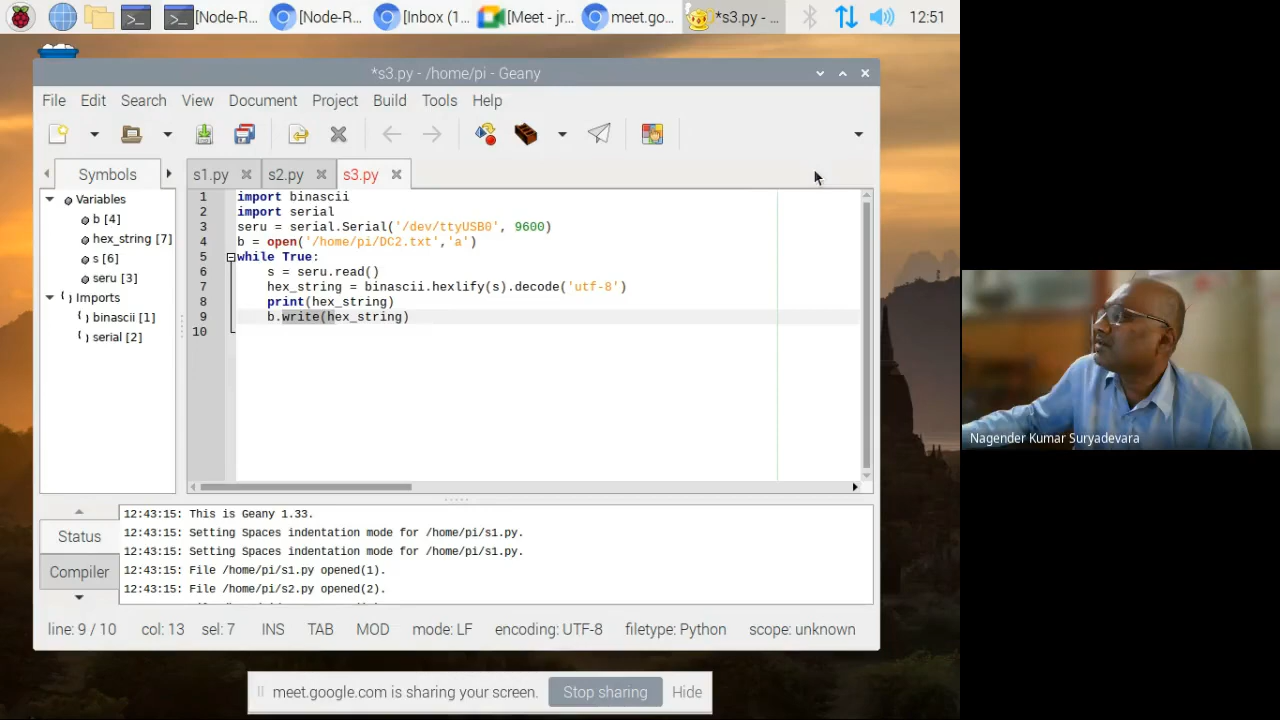 [Node-R...
[Node-R...
[Inbox (1...
[Meet - jr...
meet.go...
*s3.py - ...
12:51
*s3.py - /home/pi - Geany
File Edit Search View Document Project Build Tools Help
Symbols
s1.py
s2.py
s3.py
Variables
b [4]
hex_string [7]
s [6]
seru [3]
Imports
binascii [1]
serial [2]
1 import binascii
2 import serial
3 seru = serial.Serial('/dev/ttyUSB0', 9600)
4 b = open('/home/pi/DC2.txt','a')
5 while True:
6 s = seru.read()
7 hex_string = binascii.hexlify(s).decode('utf-8')
8 print(hex_string)
9 b.write(hex_string)
10
Nagender Kumar Suryadevara
Status
Compiler
12:43:15: This is Geany 1.33.
12:43:15: Setting Spaces indentation mode for /home/pi/s1.py.
12:43:15: Setting Spaces indentation mode for /home/pi/s1.py.
12:43:15: File /home/pi/s1.py opened(1).
12:43:15: File /home/pi/s2.py opened(2).
line: 9 / 10 col: 13 sel: 7 INS TAB MOD mode: LF encoding: UTF-8 filetype: Python scope: unknown
meet.google.com is sharing your screen. Stop sharing Hide